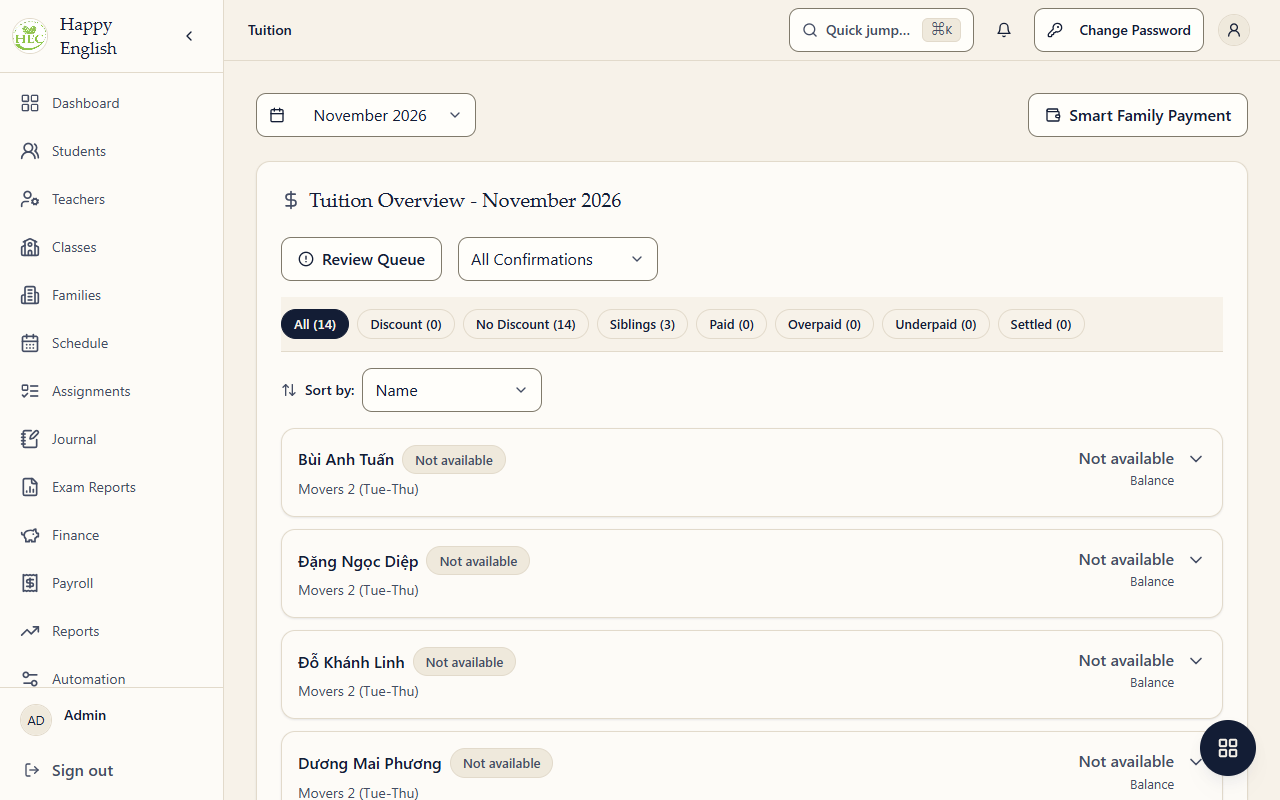 HEC
Happy
English
Tuition
Quick jump...
⌘K
Change Password
Dashboard
Students
Teachers
Classes
Families
Schedule
Assignments
Journal
Exam Reports
Finance
Payroll
Reports
Automation
AD
Admin
Sign out
November 2026
Smart Family Payment
Tuition Overview - November 2026
Review Queue
All Confirmations
All (14)
Discount (0)
No Discount (14)
Siblings (3)
Paid (0)
Overpaid (0)
Underpaid (0)
Settled (0)
Sort by:
Name
Bùi Anh Tuấn
Not available
Movers 2 (Tue-Thu)
Not available
Balance
Đặng Ngọc Diệp
Not available
Movers 2 (Tue-Thu)
Not available
Balance
Đỗ Khánh Linh
Not available
Movers 2 (Tue-Thu)
Not available
Balance
Dương Mai Phương
Not available
Movers 2 (Tue-Thu)
Not available
Balance